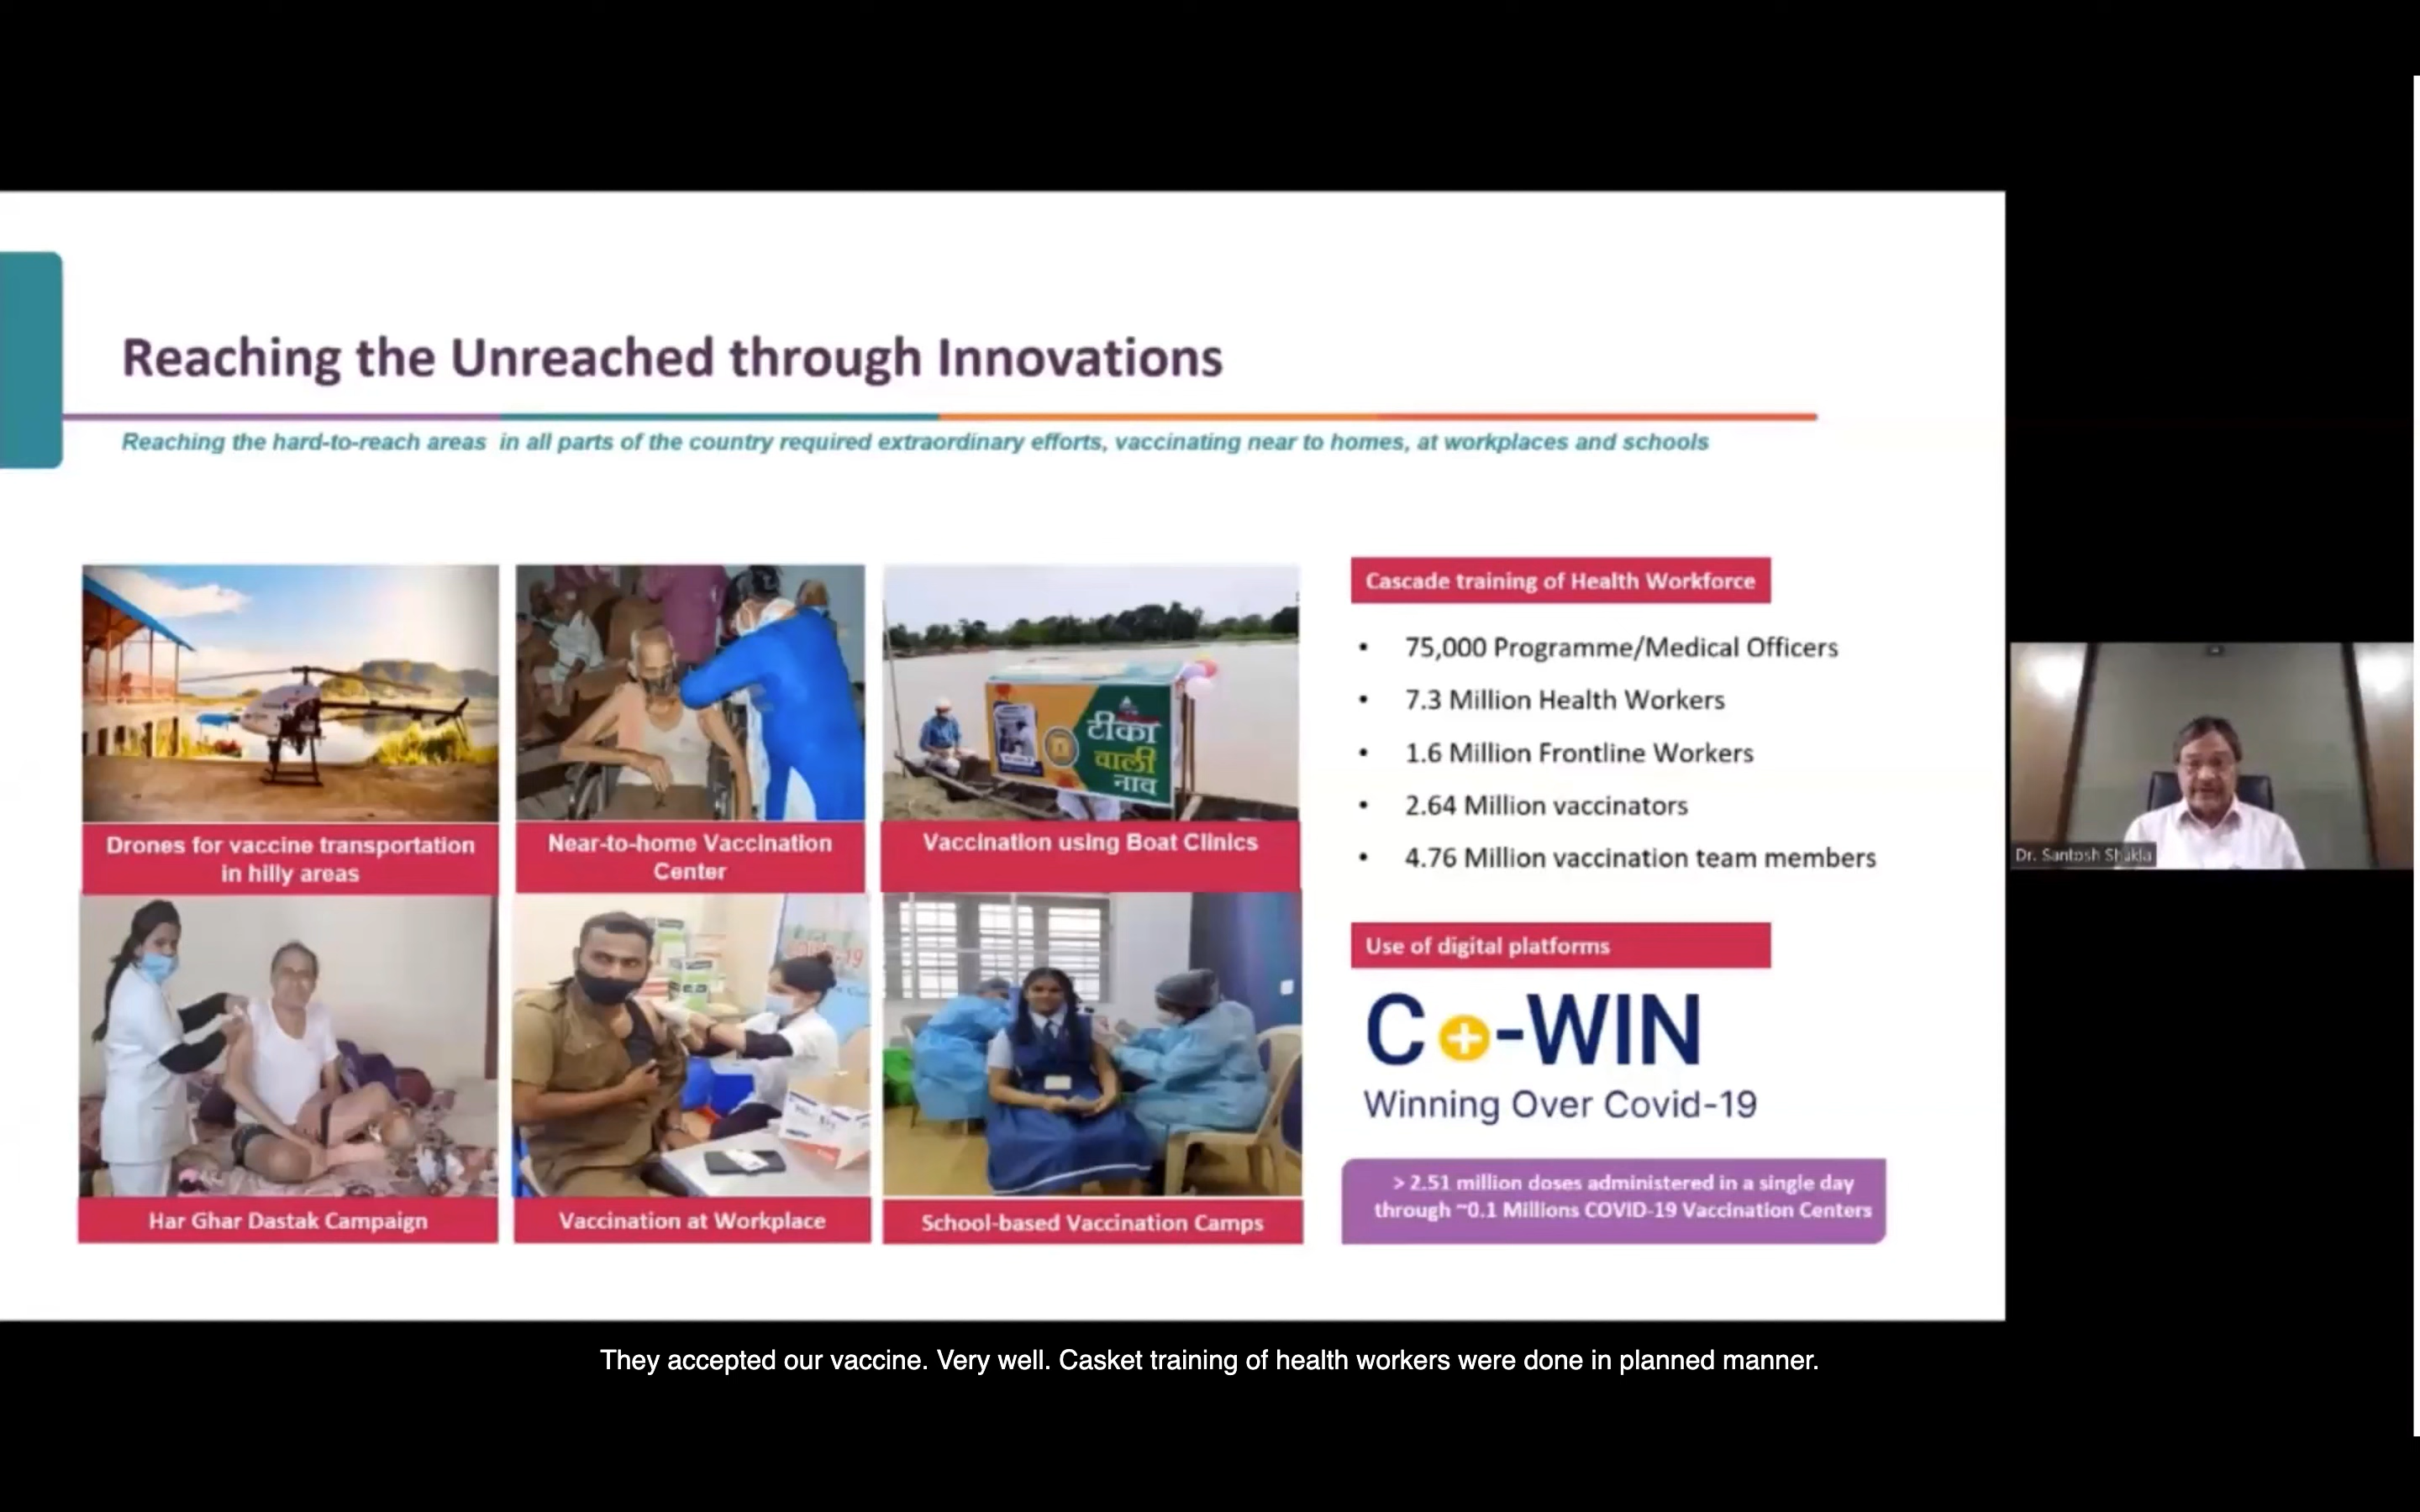 Reaching the Unreached through Innovations
Reaching the hard-to-reach areas in all parts of the country required extraordinary efforts, vaccinating near to homes, at workplaces and schools
टीका
वाली
नाव
Drones for vaccine transportation
in hilly areas
Near-to-home Vaccination
Center
Vaccination using Boat Clinics
-19
Har Ghar Dastak Campaign
Vaccination at Workplace
School-based Vaccination Camps
Cascade training of Health Workforce
• 75,000 Programme/Medical Officers
• 7.3 Million Health Workers
• 1.6 Million Frontline Workers
• 2.64 Million vaccinators
• 4.76 Million vaccination team members
Use of digital platforms
Co-WIN
Winning Over Covid-19
> 2.51 million doses administered in a single day
through ~0.1 Millions COVID-19 Vaccination Centers
Dr. Santosh Shukla
They accepted our vaccine. Very well. Casket training of health workers were done in planned manner.